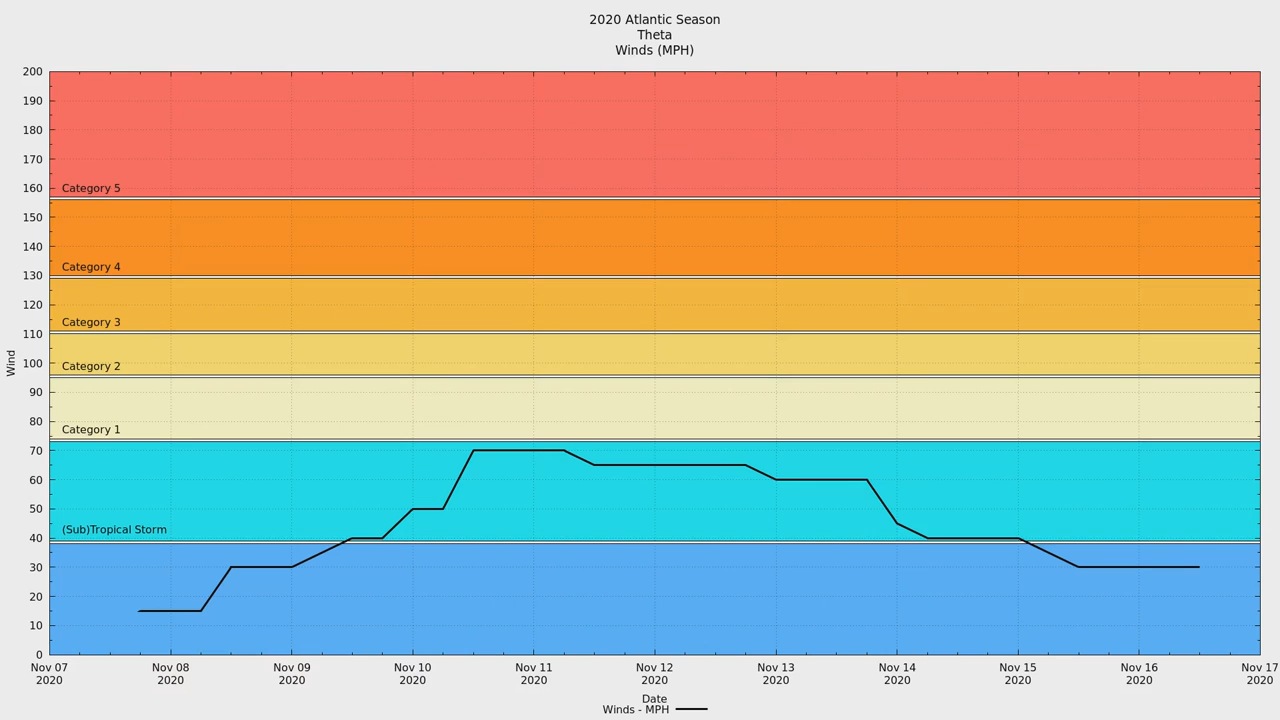 2020 Atlantic Season
Theta
Winds (MPH)
200
190
180
170
160
Category 5
150
140
Category 4
130
120
Category 3
110
Wind
100
Category 2
90
80
Category 1
70
60
50
(Sub)Tropical Storm
40
30
20
10
0
Nov 07 Nov 08 Nov 09 Nov 10 Nov 11 Nov 12 Nov 13 Nov 14 Nov 15 Nov 16 Nov 17
2020 2020 2020 2020 2020 2020 2020 2020 2020 2020 2020
Date
Winds - MPH